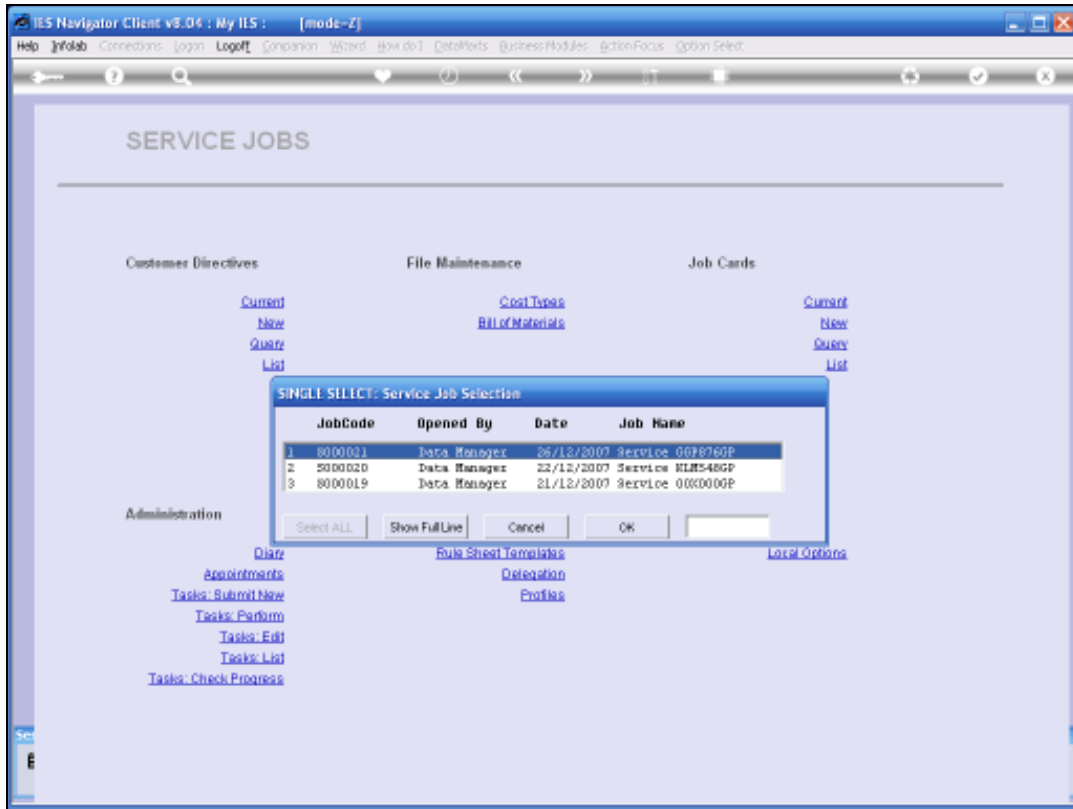 IES Navigator Client v8.04 : My IES : [mode=Z]
Help Infolab Connections Logon Logoff Companion Wizard How do I DataMarts Business Modules Action Focus Option Select
SERVICE JOBS
Customer Directives File Maintenance Job Cards
Current Cost Types Current
New Bill of Materials New
Query Query
List List
SINGLE SELECT: Service Job Selection
JobCode Opened By Date Job Name
1 8000021 Data Manager 26/12/2007 Service
2 8000020 Data Manager 22/12/2007 Service KLM548GP
3 8000019 Data Manager 21/12/2007 Service
Administration
Select ALL Show Full Line Cancel OK
Diary Rule Sheet Templates Local Options
Appointments Delegation
Tasks: Submit New Profiles
Tasks: Perform
Tasks: Edit
Tasks: List
Tasks: Check Progress